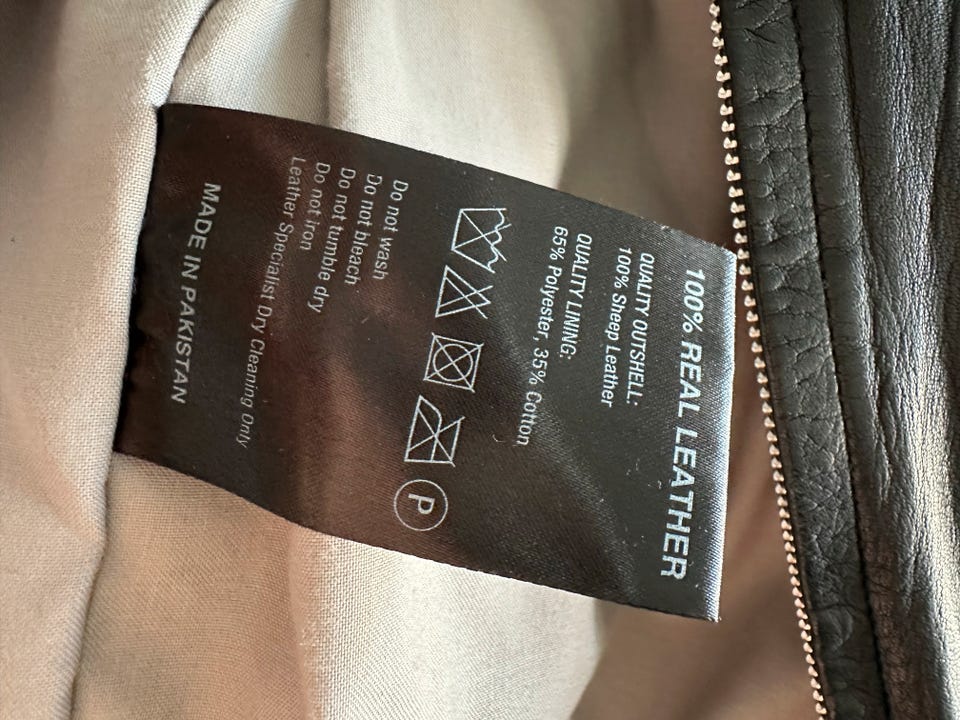 100% REAL LEATHER
QUALITY OUTSHELL:
100% Sheep Leather
QUALITY LINING:
65% Polyester, 35% Cotton
P
Do not wash
Do not bleach
Do not tumble dry
Do not iron
Leather Specialist Dry Cleaning Only
MADE IN PAKISTAN